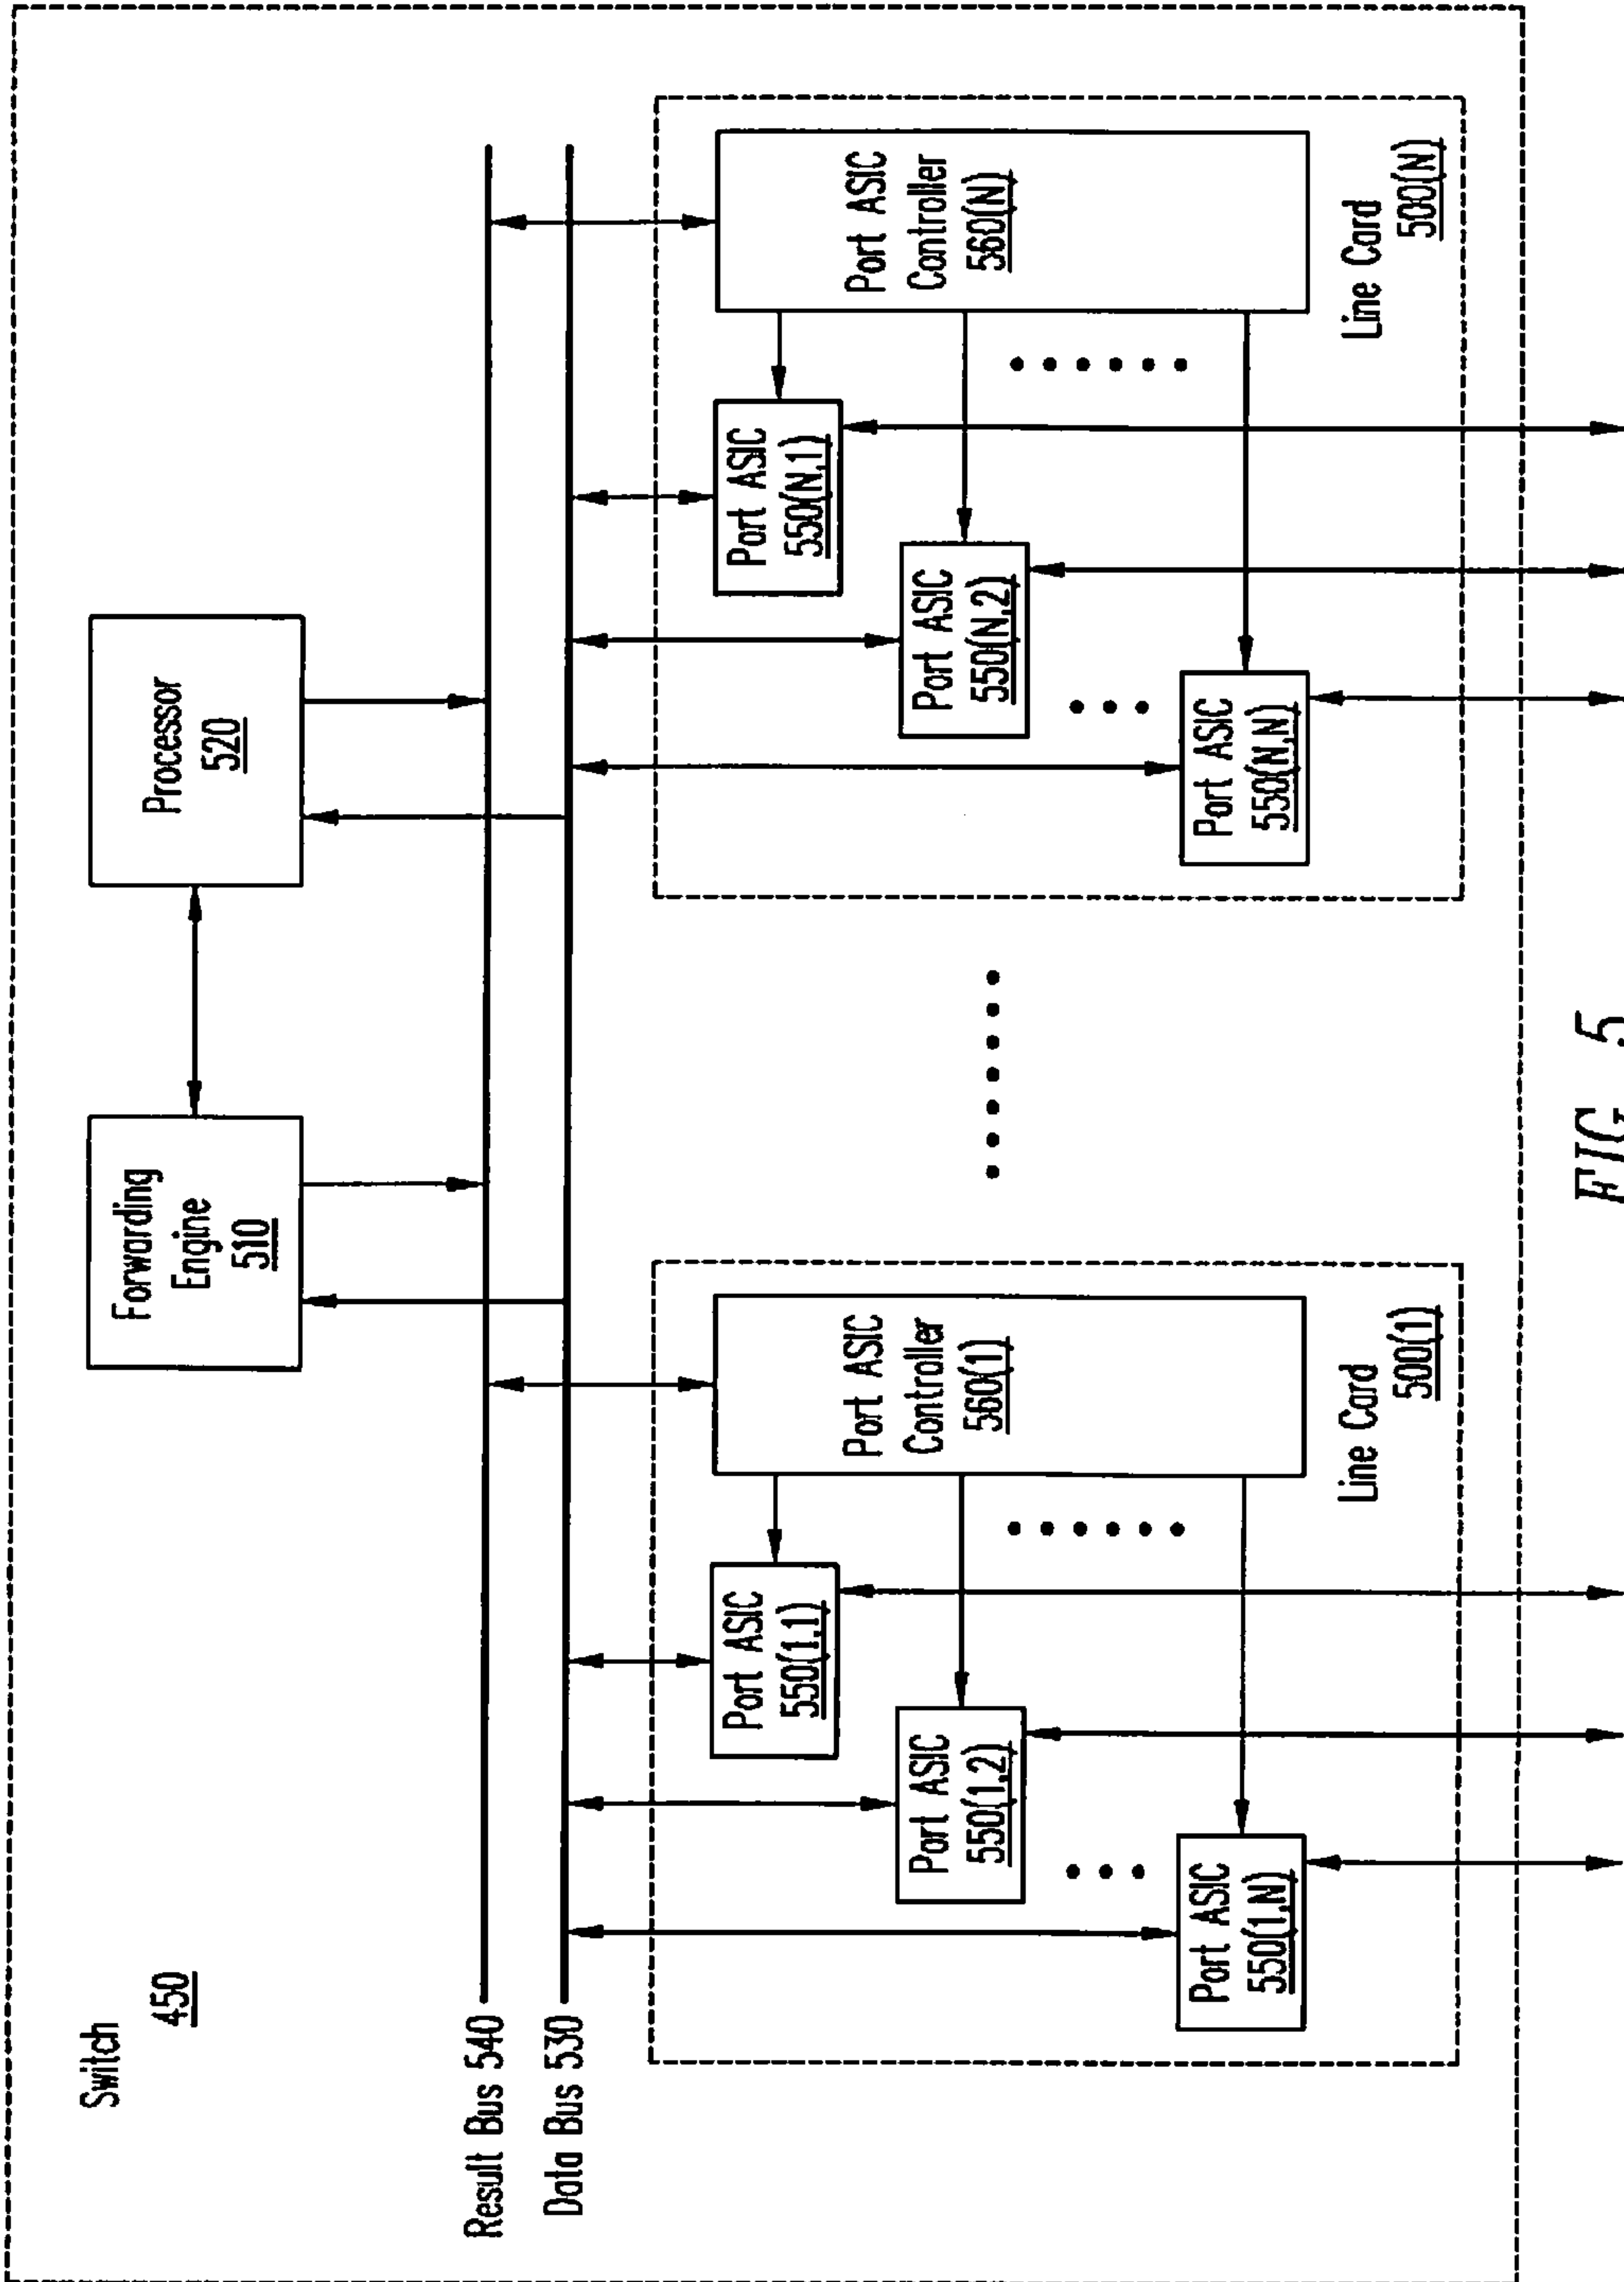 Switch
450
Forwarding
Engine
510
Processor
520
Result Bus 540
Data Bus 530
Port ASIC
550(1,1)
Port ASIC
550(1,2)
Port ASIC
550(1,N)
Port ASIC
Controller
560(1)
Line Card
500(1)
Port ASIC
550(N,1)
Port ASIC
550(N,2)
Port ASIC
550(N,N)
Port ASIC
Controller
560(N)
Line Card
500(N)
FIG. 5